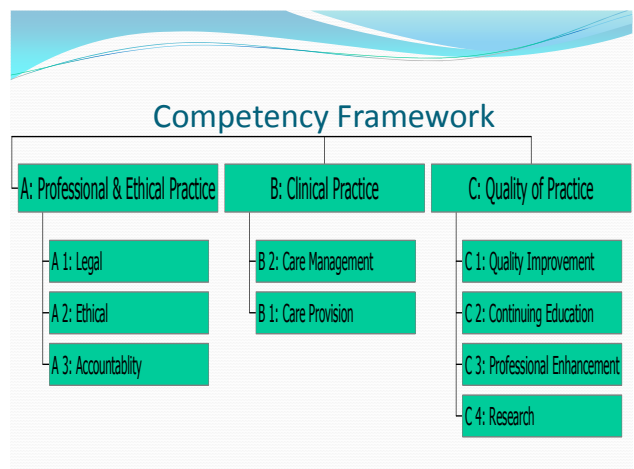 Competency Framework
A: Professional & Ethical Practice
A 1: Legal
A 2: Ethical
A 3: Accountablity
B: Clinical Practice
B 2: Care Management
B 1: Care Provision
C: Quality of Practice
C 1: Quality Improvement
C 2: Continuing Education
C 3: Professional Enhancement
C 4: Research